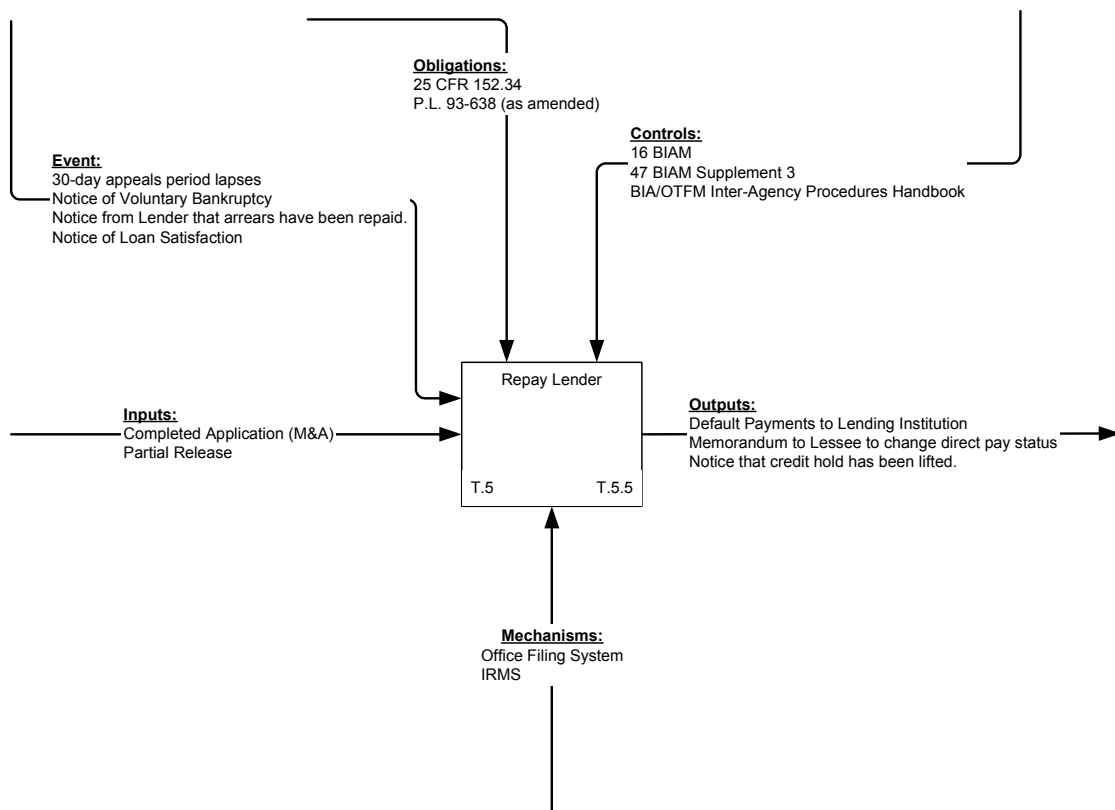 Obligations:
25 CFR 152.34
P.L. 93-638 (as amended)
Controls:
16 BIAM
47 BIAM Supplement 3
BIA/OTFM Inter-Agency Procedures Handbook
Event:
30-day appeals period lapses
Notice of Voluntary Bankruptcy
Notice from Lender that arrears have been repaid.
Notice of Loan Satisfaction
Repay Lender
T.5 T.5.5
Inputs:
Completed Application (M&A)
Partial Release
Outputs:
Default Payments to Lending Institution
Memorandum to Lessee to change direct pay status
Notice that credit hold has been lifted.
Mechanisms:
Office Filing System
IRMS